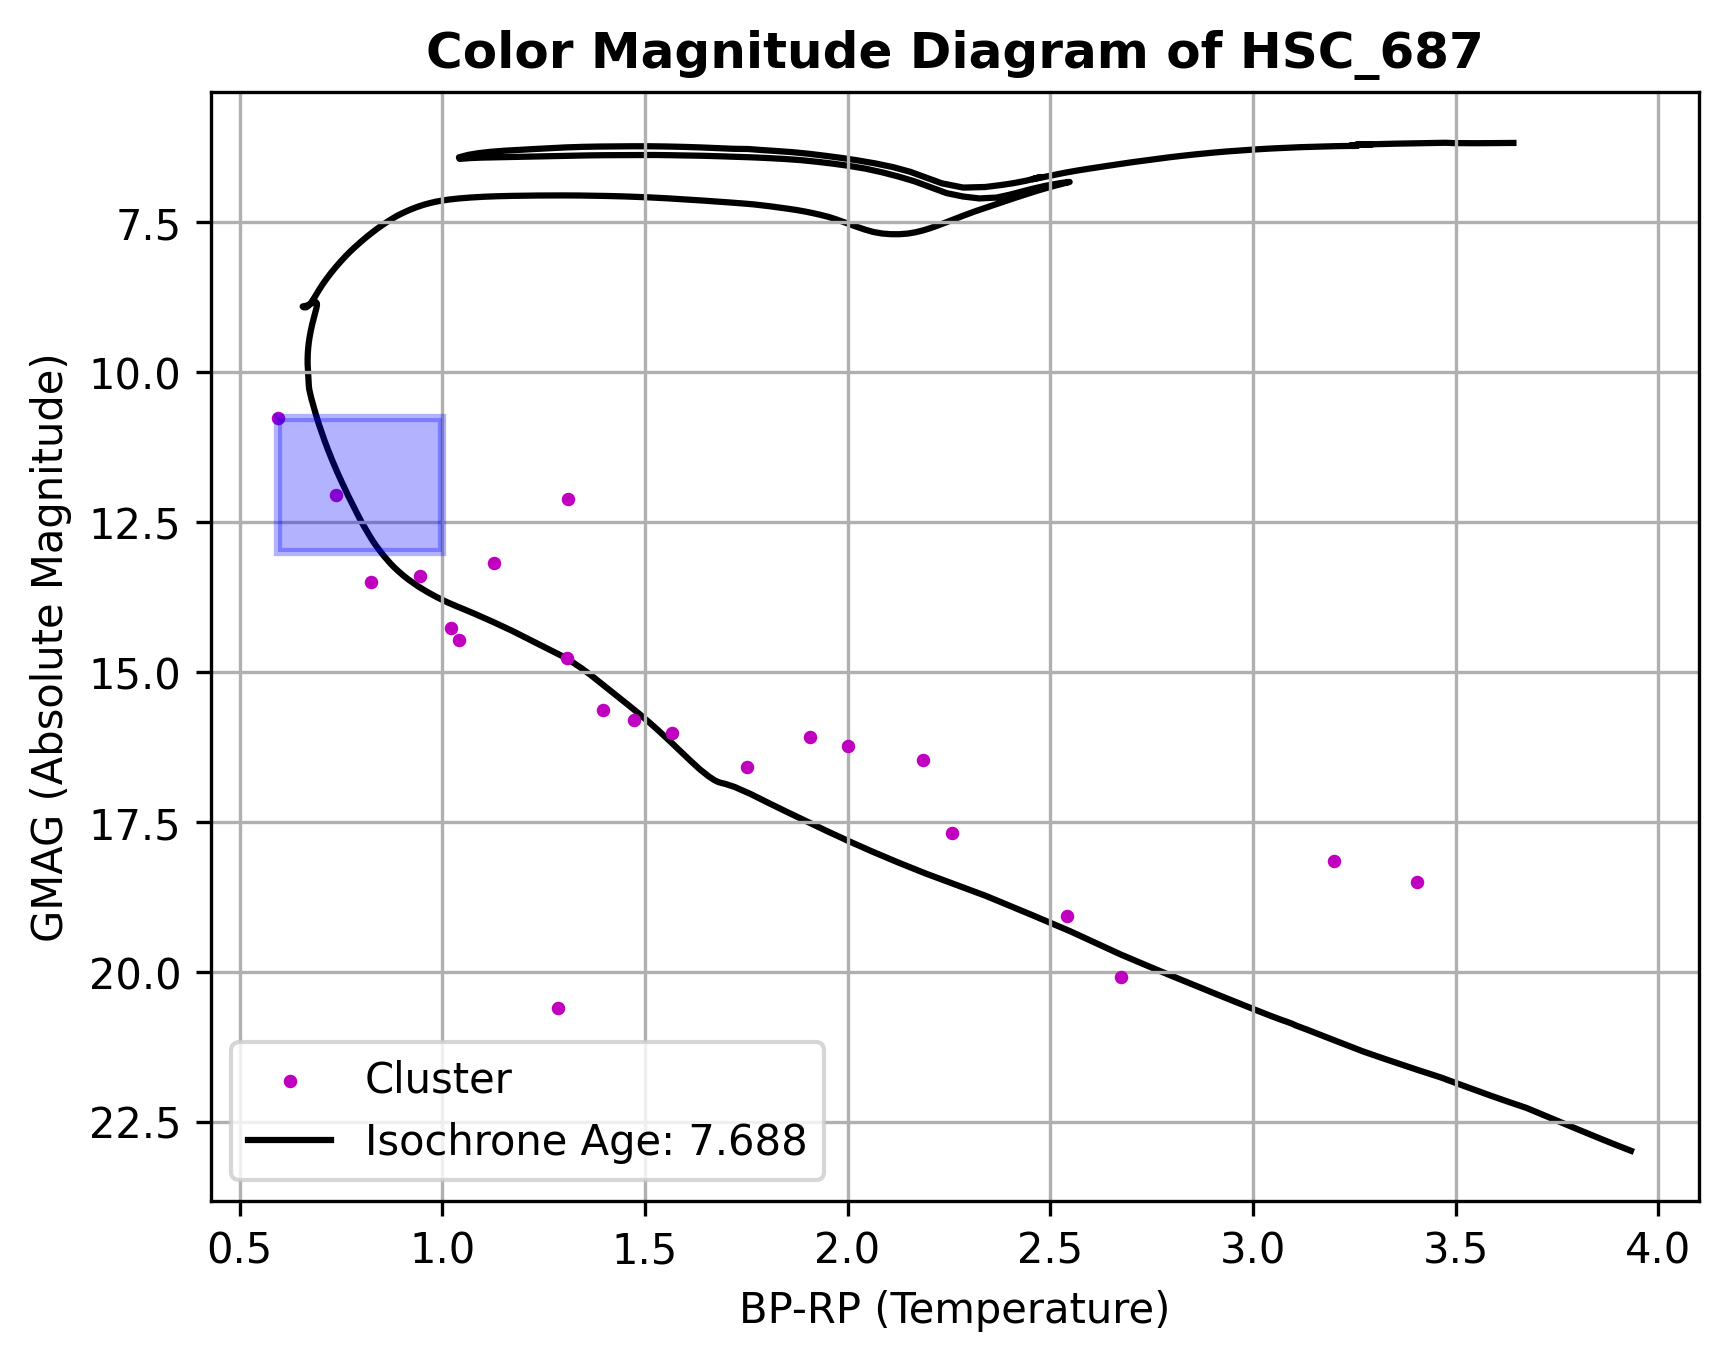 Color Magnitude Diagram of HSC_687
GMAG (Absolute Magnitude)
7.5
10.0
12.5
15.0
17.5
20.0
22.5
Cluster
Isochrone Age: 7.688
0.5 1.0 1.5 2.0 2.5 3.0 3.5 4.0
BP-RP (Temperature)